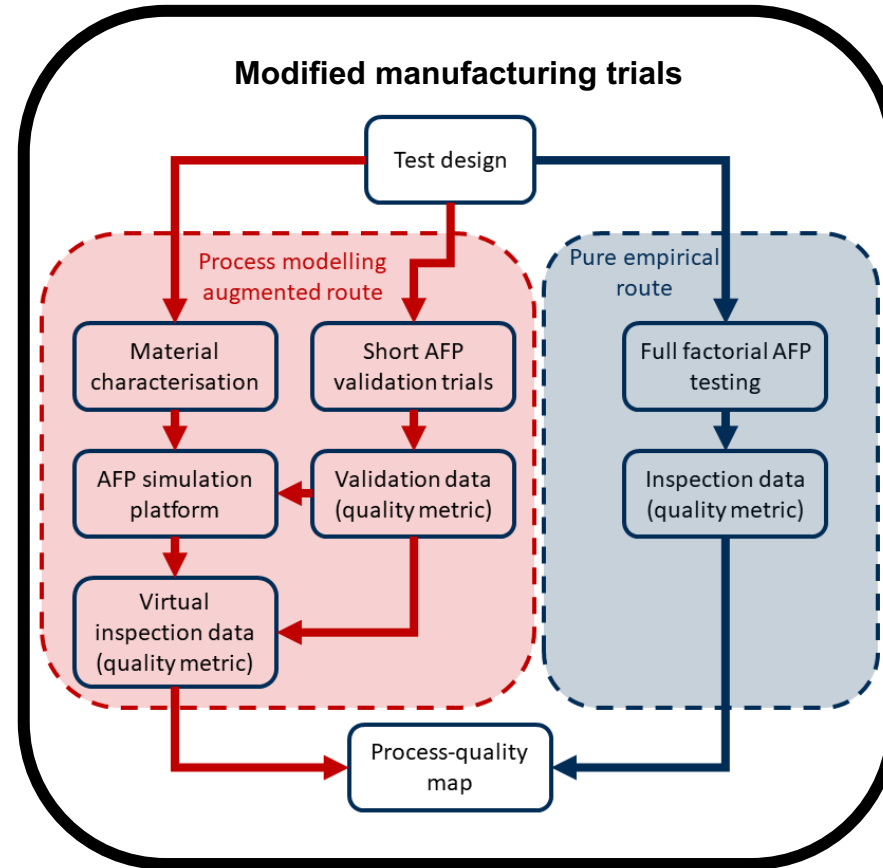 Modified manufacturing trials
Test design
Process modelling
augmented route
Pure empirical
route
Material
characterisation
Short AFP
validation trials
Full factorial AFP
testing
AFP simulation
platform
Validation data
(quality metric)
Inspection data
(quality metric)
Virtual
inspection data
(quality metric)
Process-quality
map